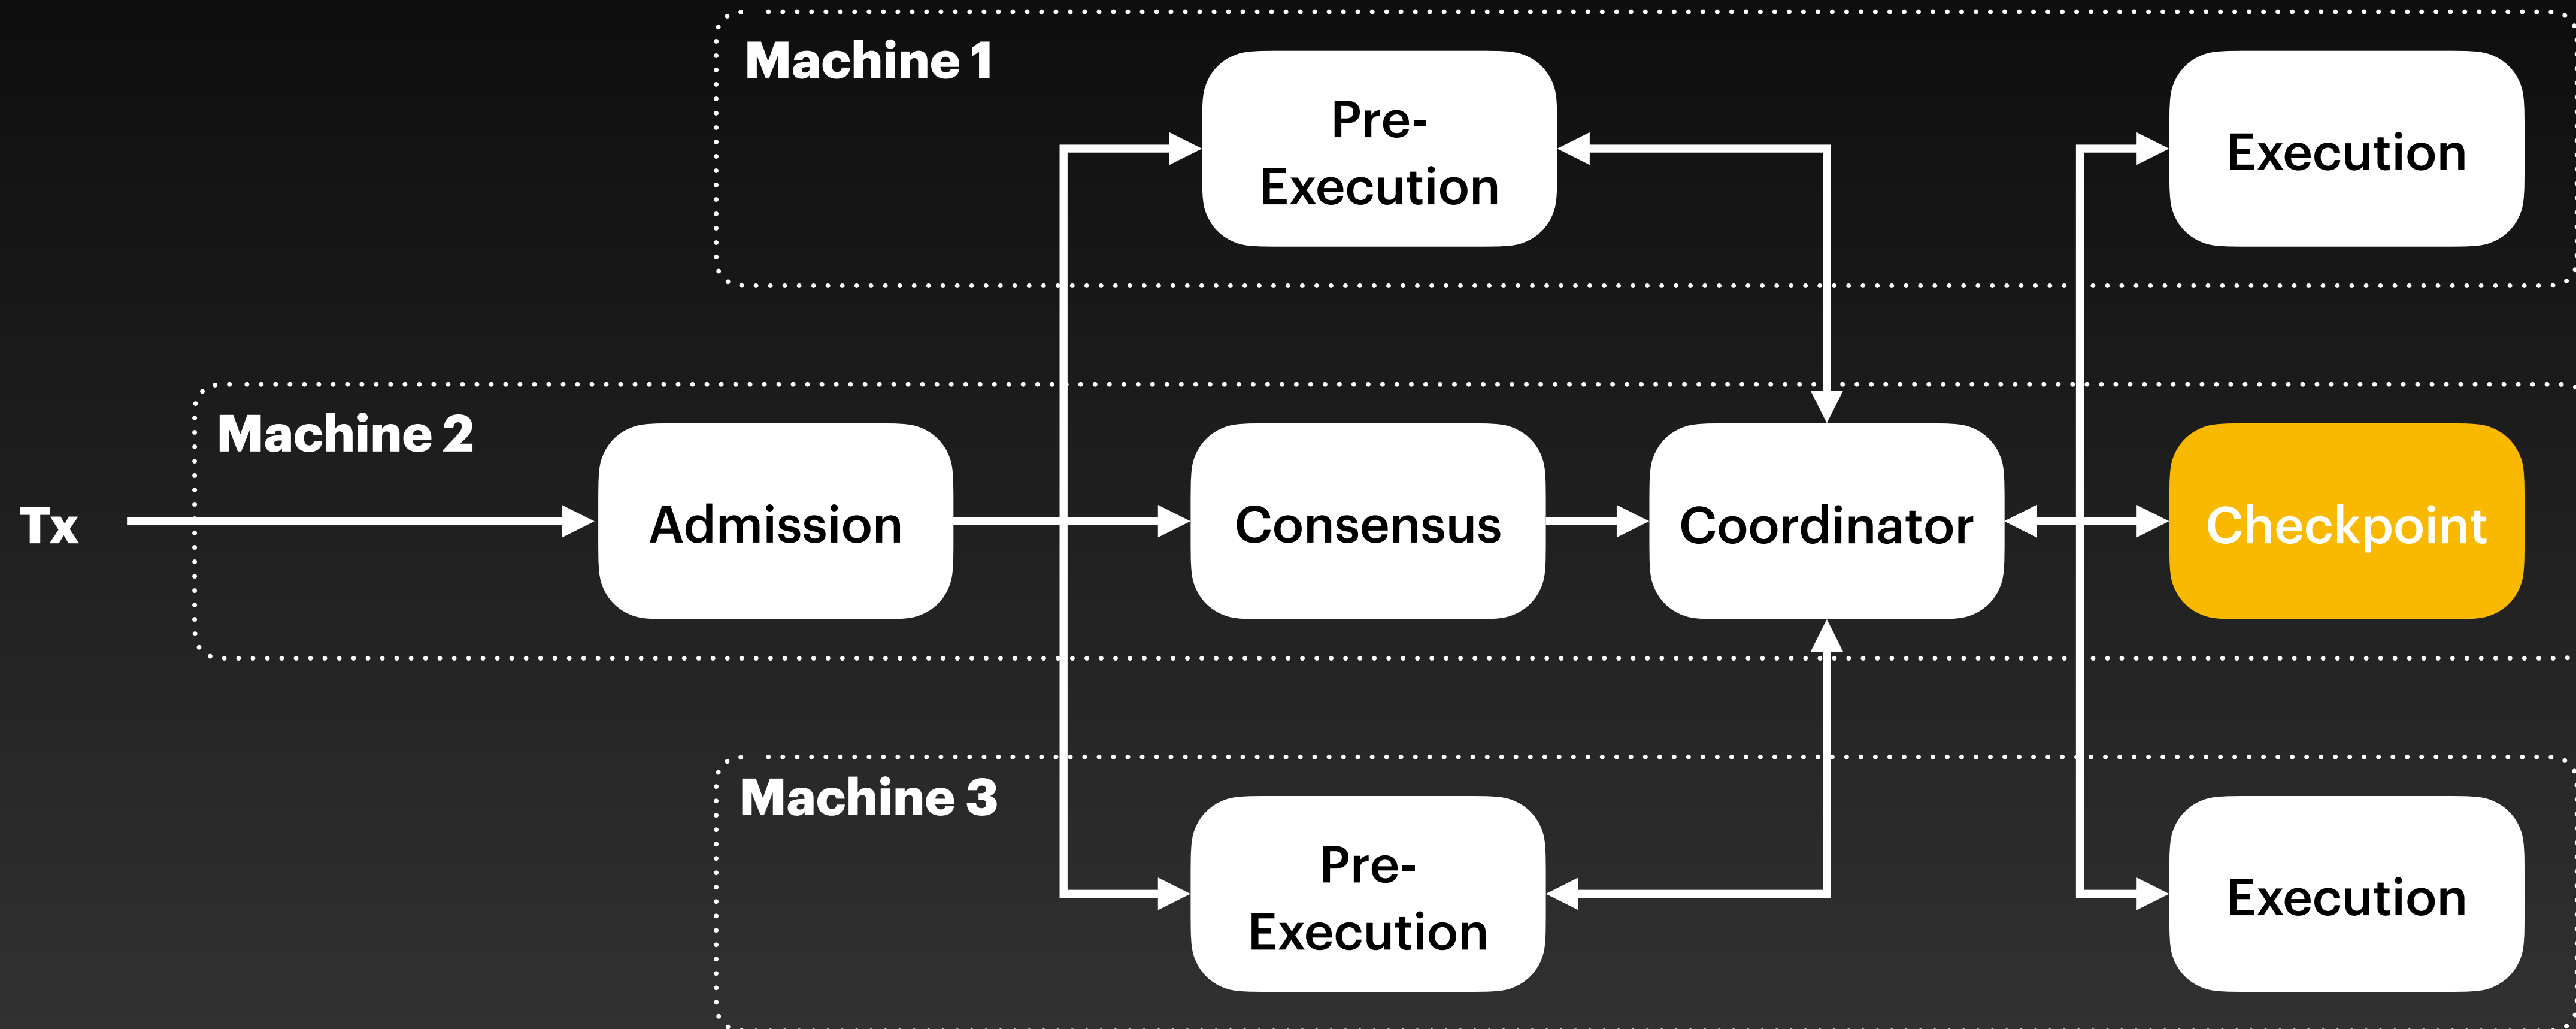 Machine 1
Pre-
Execution
Execution
Machine 2
Tx
Admission
Consensus
Coordinator
Checkpoint
Machine 3
Pre-
Execution
Execution